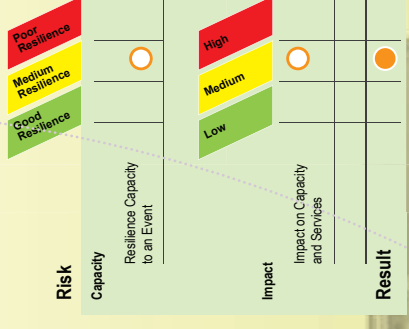 Poor
Resilience
Medium
Resilience
Good
Resilience
High
Medium
Low
Risk
Capacity
Resilience Capacity
to an Event
Impact
Impact on Capacity
and Services
Result